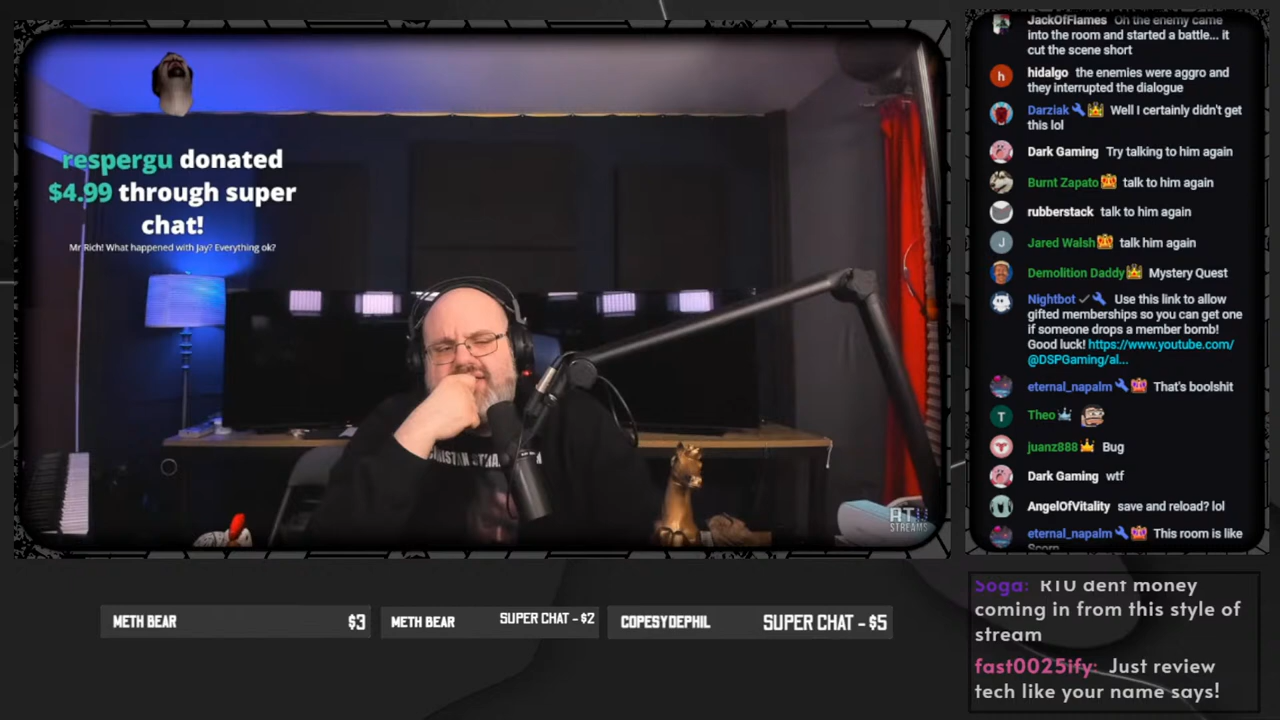 respergu donated
$4.99 through super
chat!
Mr Rich! What happened with Jay? Everything ok?
RTU
STREAMS
METH BEAR $3
METH BEAR SUPER CHAT - $2
COPESYDEPHIL SUPER CHAT - $5
JackOfFlames Oh the enemy came
into the room and started a battle... it
cut the scene short
h hidalgo the enemies were aggro and
they interrupted the dialogue
Darziak Well I certainly didn't get
this lol
Dark Gaming Try talking to him again
Burnt Zapato talk to him again
rubberstack talk to him again
J Jared Walsh talk him again
Demolition Daddy Mystery Quest
Nightbot Use this link to allow
gifted memberships so you can get one
if someone drops a member bomb!
Good luck! https://www.youtube.com/
@DSPGaming/al...
eternal_napalm That's boolshit
T Theo
juanz888 Bug
Dark Gaming wtf
AngelOfVitality save and reload? lol
eternal_napalm This room is like
Scorn
Soga: RTU dent money
coming in from this style of
stream
fast0025ify: Just review
tech like your name says!